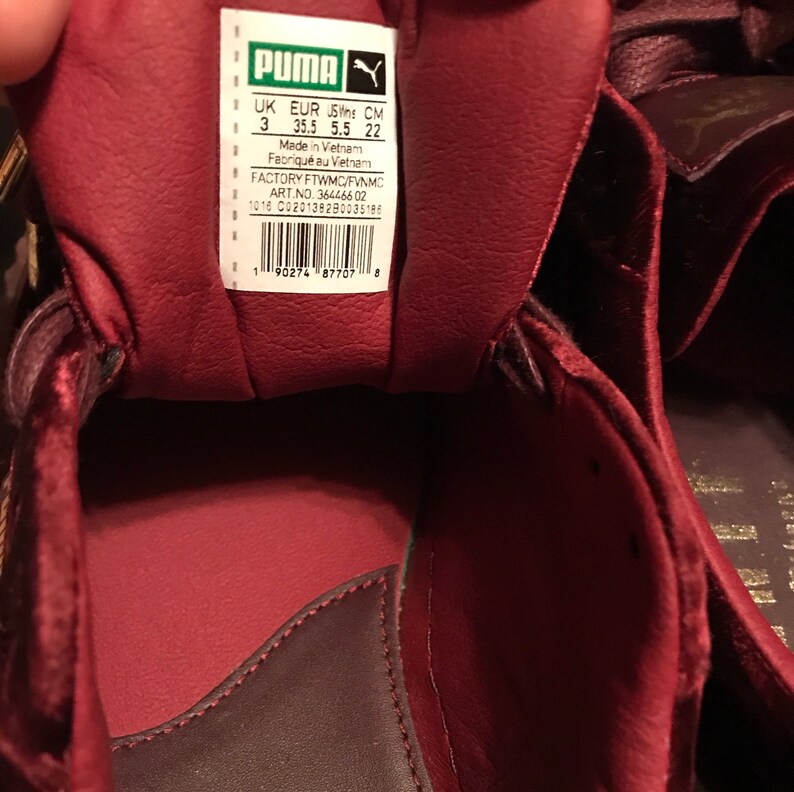 PUMA
UK EUR US Wns CM
3 35.5 5.5 22
Made in Vietnam
Fabriqué au Vietnam
FACTORY FTWMC/FVNMC
ART.NO. 364466 02
1016 C0201382B0035186
1 90274 87707 8